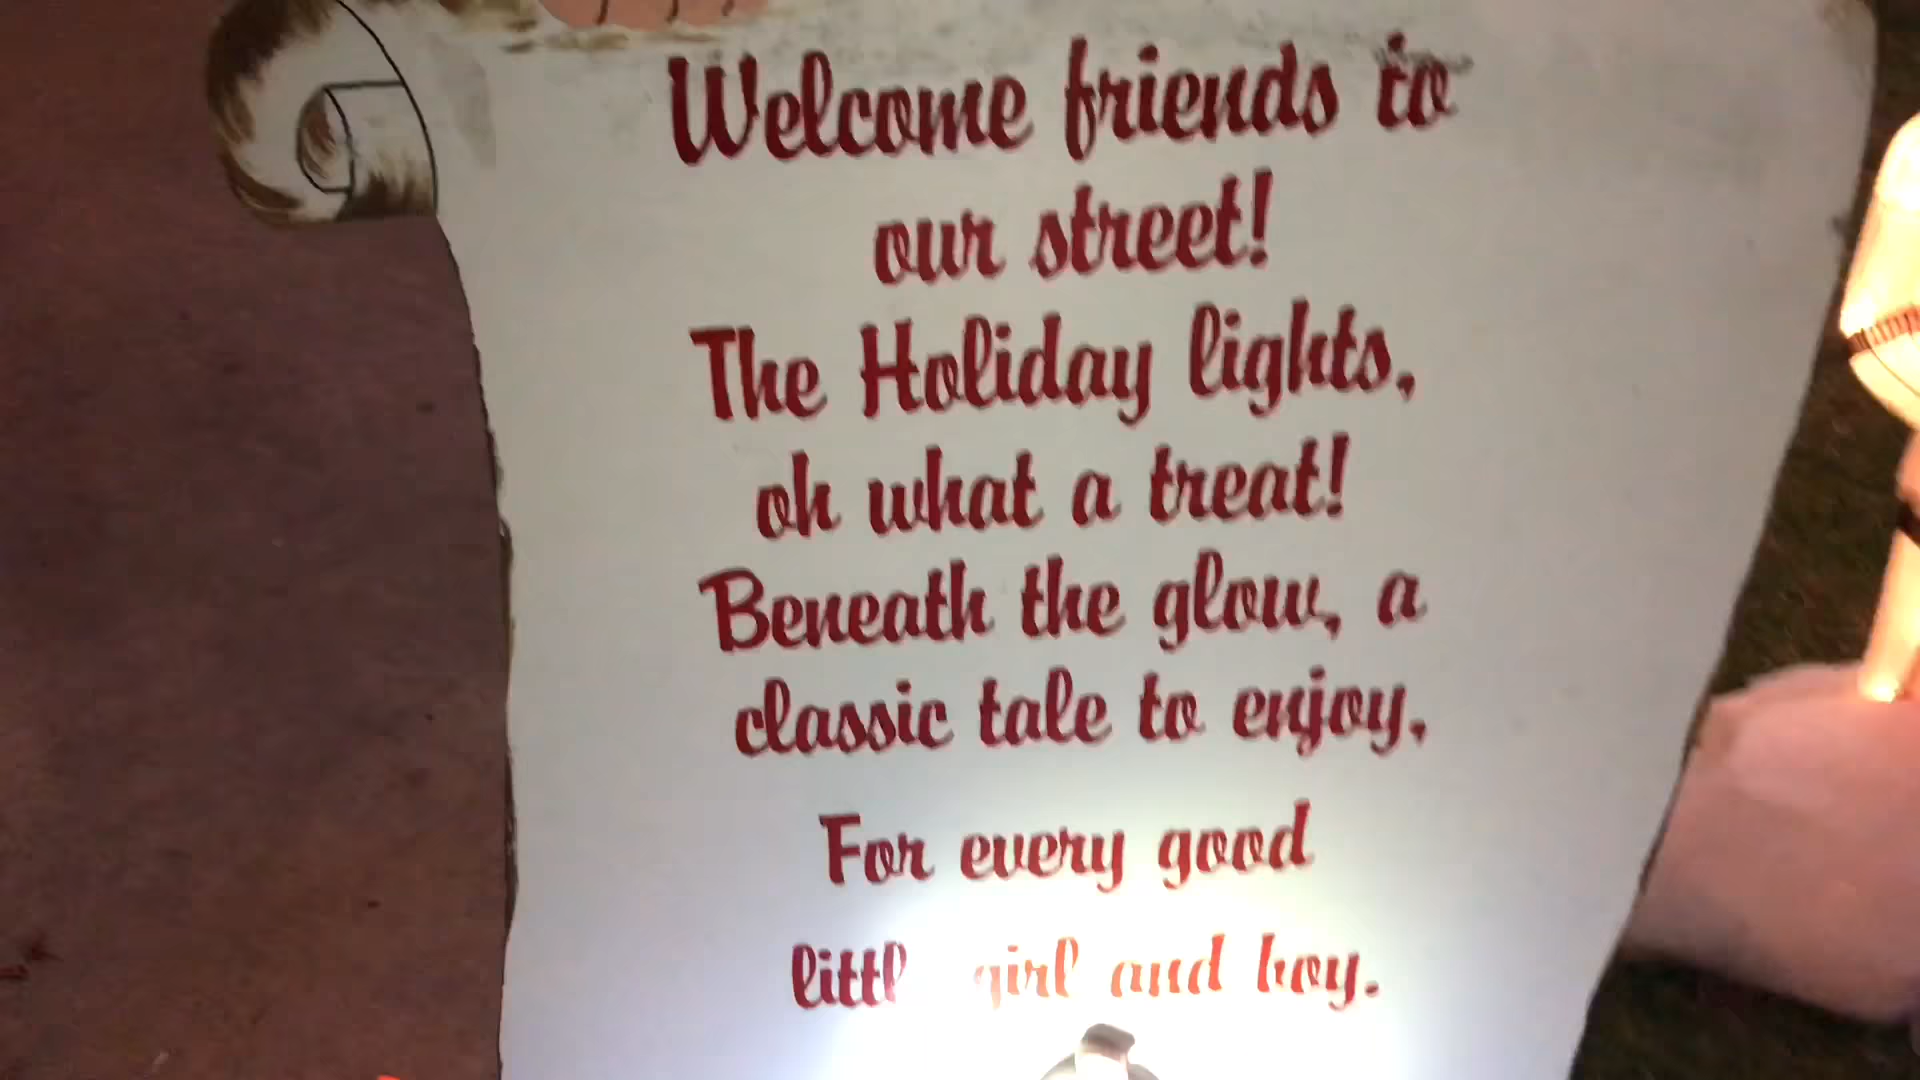 Welcome friends to
our street!
The Holiday lights,
oh what a treat!
Beneath the glow, a
classic tale to enjoy,
For every good
little girl and boy.